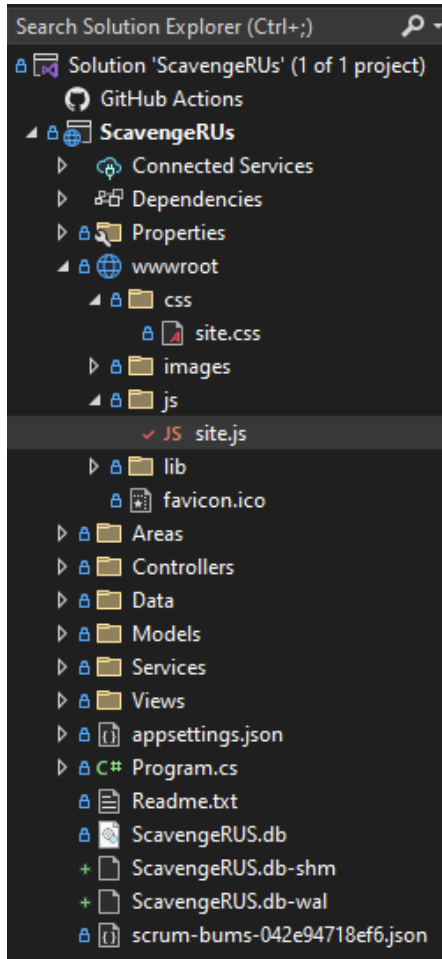 Search Solution Explorer (Ctrl+;)
Solution 'ScavengeRUs' (1 of 1 project)
GitHub Actions
ScavengeRUs
Connected Services
Dependencies
Properties
wwwroot
css
site.css
images
js
JS site.js
lib
favicon.ico
Areas
Controllers
Data
Models
Services
Views
appsettings.json
C# Program.cs
Readme.txt
ScavengeRUS.db
ScavengeRUS.db-shm
ScavengeRUS.db-wal
scrum-bums-042e94718ef6.json